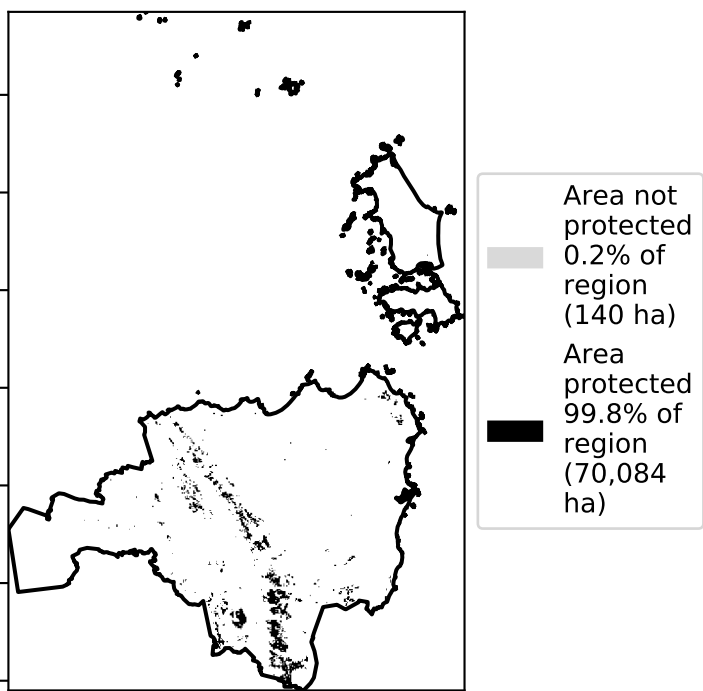 Area not
protected
0.2% of
region
(140 ha)
Area
protected
99.8% of
region
(70,084
ha)